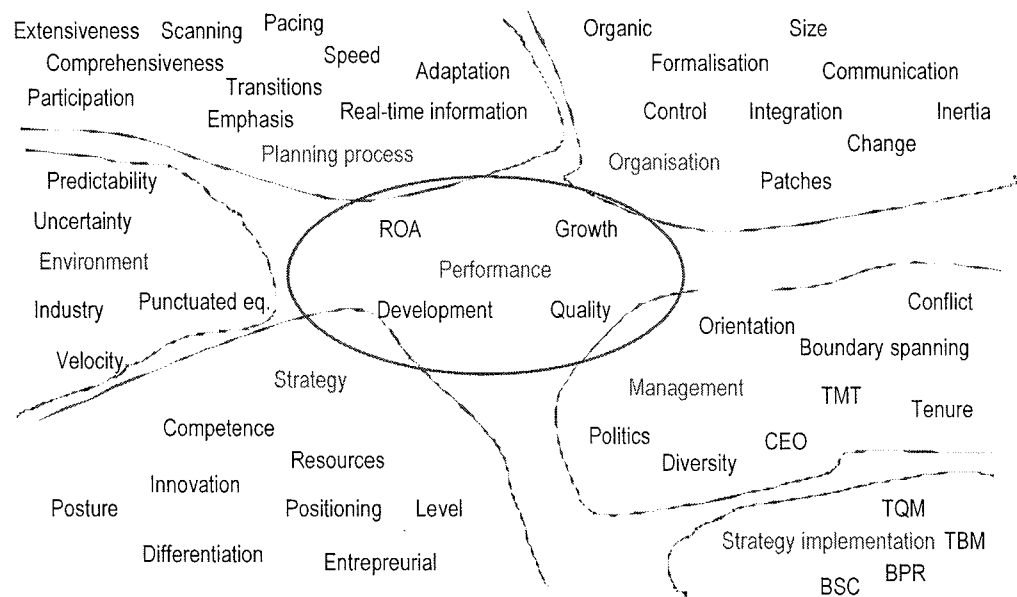 Extensiveness
Scanning
Pacing
Comprehensiveness
Speed
Adaptation
Participation
Transitions
Emphasis
Real-time information
Planning process
Organic
Size
Formalisation
Communication
Control
Integration
Inertia
Organisation
Change
Patches
Predictability
Uncertainty
Environment
Industry
Punctuated eq.
Velocity
ROA
Growth
Performance
Development
Quality
Orientation
Conflict
Boundary spanning
Management
TMT
Tenure
Politics
CEO
Diversity
Strategy
Competence
Resources
Innovation
Posture
Positioning
Level
Differentiation
Entrepreurial
TQM
Strategy implementation
TBM
BPR
BSC